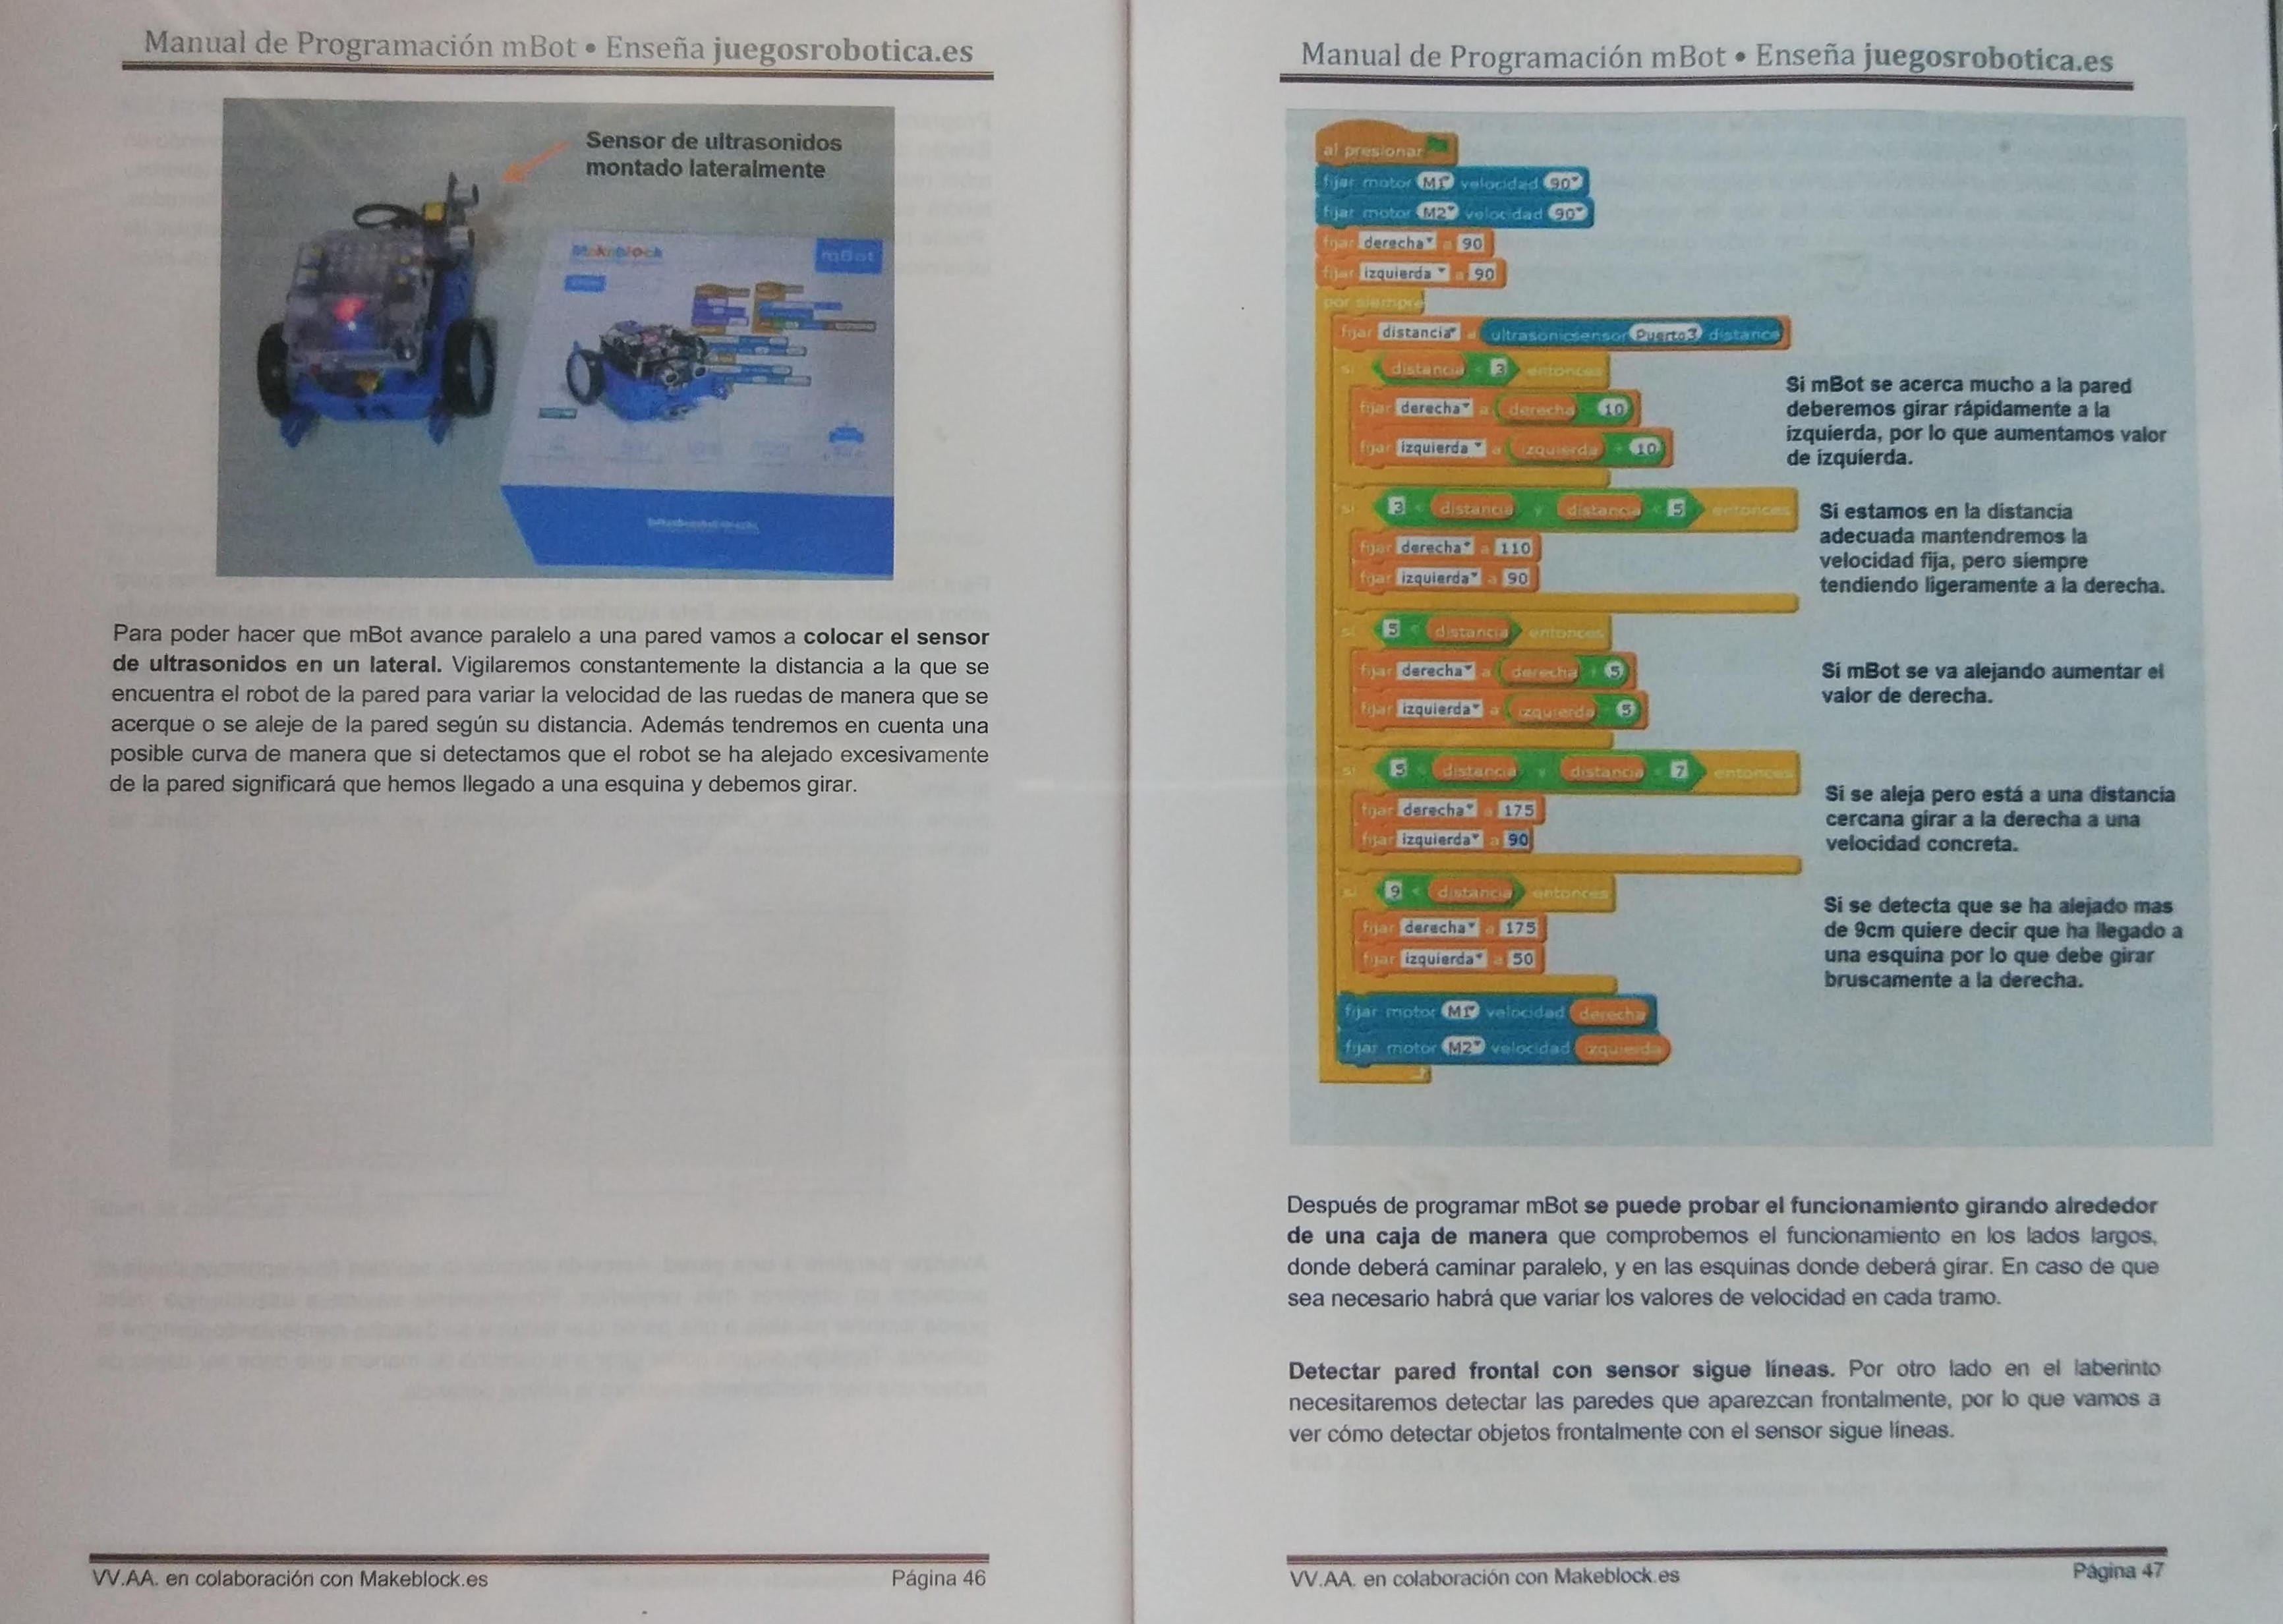 Manual de Programación mBot • Enseña juegosrobotica.es
Sensor de ultrasonidos
montado lateralmente
Makeblock
mBot
Para poder hacer que mBot avance paralelo a una pared vamos a colocar el sensor
de ultrasonidos en un lateral. Vigilaremos constantemente la distancia a la que se
encuentra el robot de la pared para variar la velocidad de las ruedas de manera que se
acerque o se aleje de la pared según su distancia. Además tendremos en cuenta una
posible curva de manera que si detectamos que el robot se ha alejado excesivamente
de la pared significará que hemos llegado a una esquina y debemos girar.
VV.AA. en colaboración con Makeblock.es
Página 46
Manual de Programación mBot • Enseña juegosrobotica.es
al presionar
fijar motor M1 velocidad 90
fijar motor M2 velocidad 90
fijar derecha a 90
fijar izquierda a 90
por siempre
fijar distancia a ultrasonicsensor Puerto3 distance
si distancia < 3 entonces
fijar derecha a derecha 10
fijar izquierda a izquierda + 10
Si mBot se acerca mucho a la pared
deberemos girar rápidamente a la
izquierda, por lo que aumentamos valor
de izquierda.
si 3 < distancia y distancia < 5 entonces
fijar derecha a 110
fijar izquierda a 90
Si estamos en la distancia
adecuada mantendremos la
velocidad fija, pero siempre
tendiendo ligeramente a la derecha.
si 5 < distancia entonces
fijar derecha a derecha + 5
fijar izquierda a izquierda 5
Si mBot se va alejando aumentar el
valor de derecha.
si 5 < distancia y distancia < 7 entonces
fijar derecha a 175
fijar izquierda a 90
Si se aleja pero está a una distancia
cercana girar a la derecha a una
velocidad concreta.
si 9 < distancia entonces
fijar derecha a 175
fijar izquierda a 50
Si se detecta que se ha alejado mas
de 9cm quiere decir que ha llegado a
una esquina por lo que debe girar
bruscamente a la derecha.
fijar motor M1 velocidad derecha
fijar motor M2 velocidad izquierda
Después de programar mBot se puede probar el funcionamiento girando alrededor
de una caja de manera que comprobemos el funcionamiento en los lados largos,
donde deberá caminar paralelo, y en las esquinas donde deberá girar. En caso de que
sea necesario habrá que variar los valores de velocidad en cada tramo.
Detectar pared frontal con sensor sigue líneas. Por otro lado en el laberinto
necesitaremos detectar las paredes que aparezcan frontalmente, por lo que vamos a
ver cómo detectar objetos frontalmente con el sensor sigue líneas.
VV.AA. en colaboración con Makeblock.es
Página 47